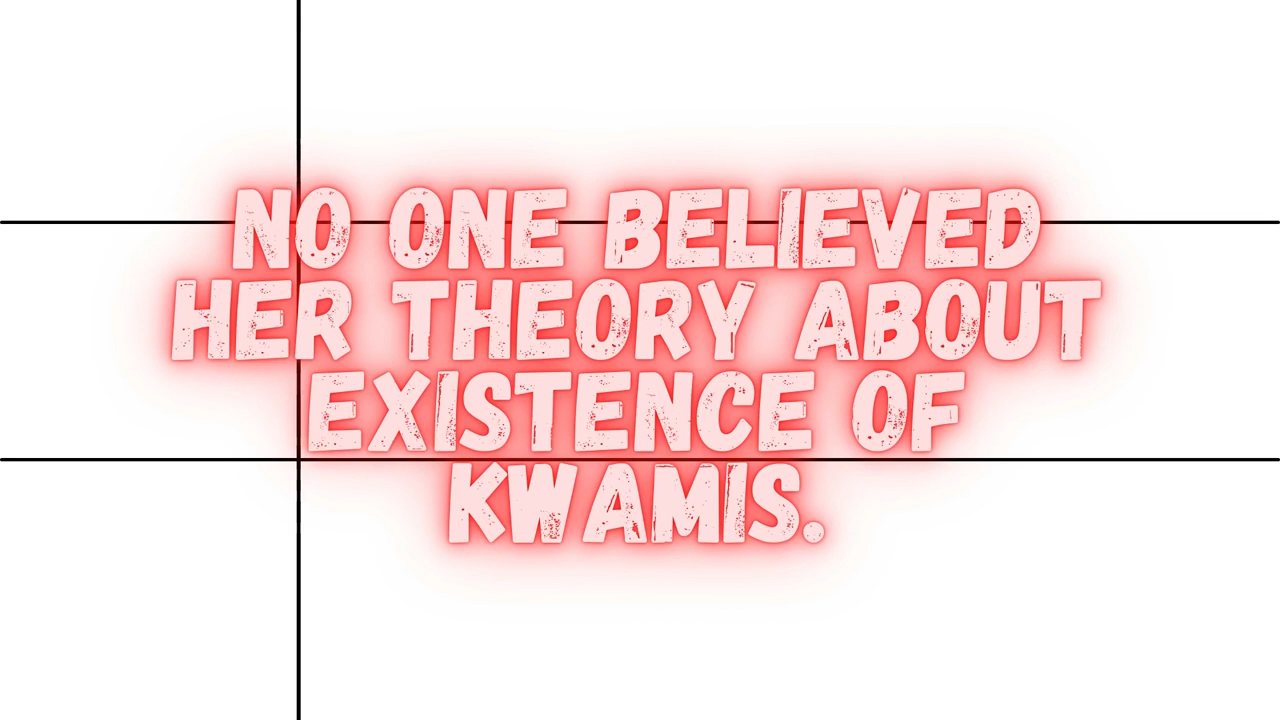 NO ONE BELIEVED
HER THEORY ABOUT
EXISTENCE OF
KWAMIS.